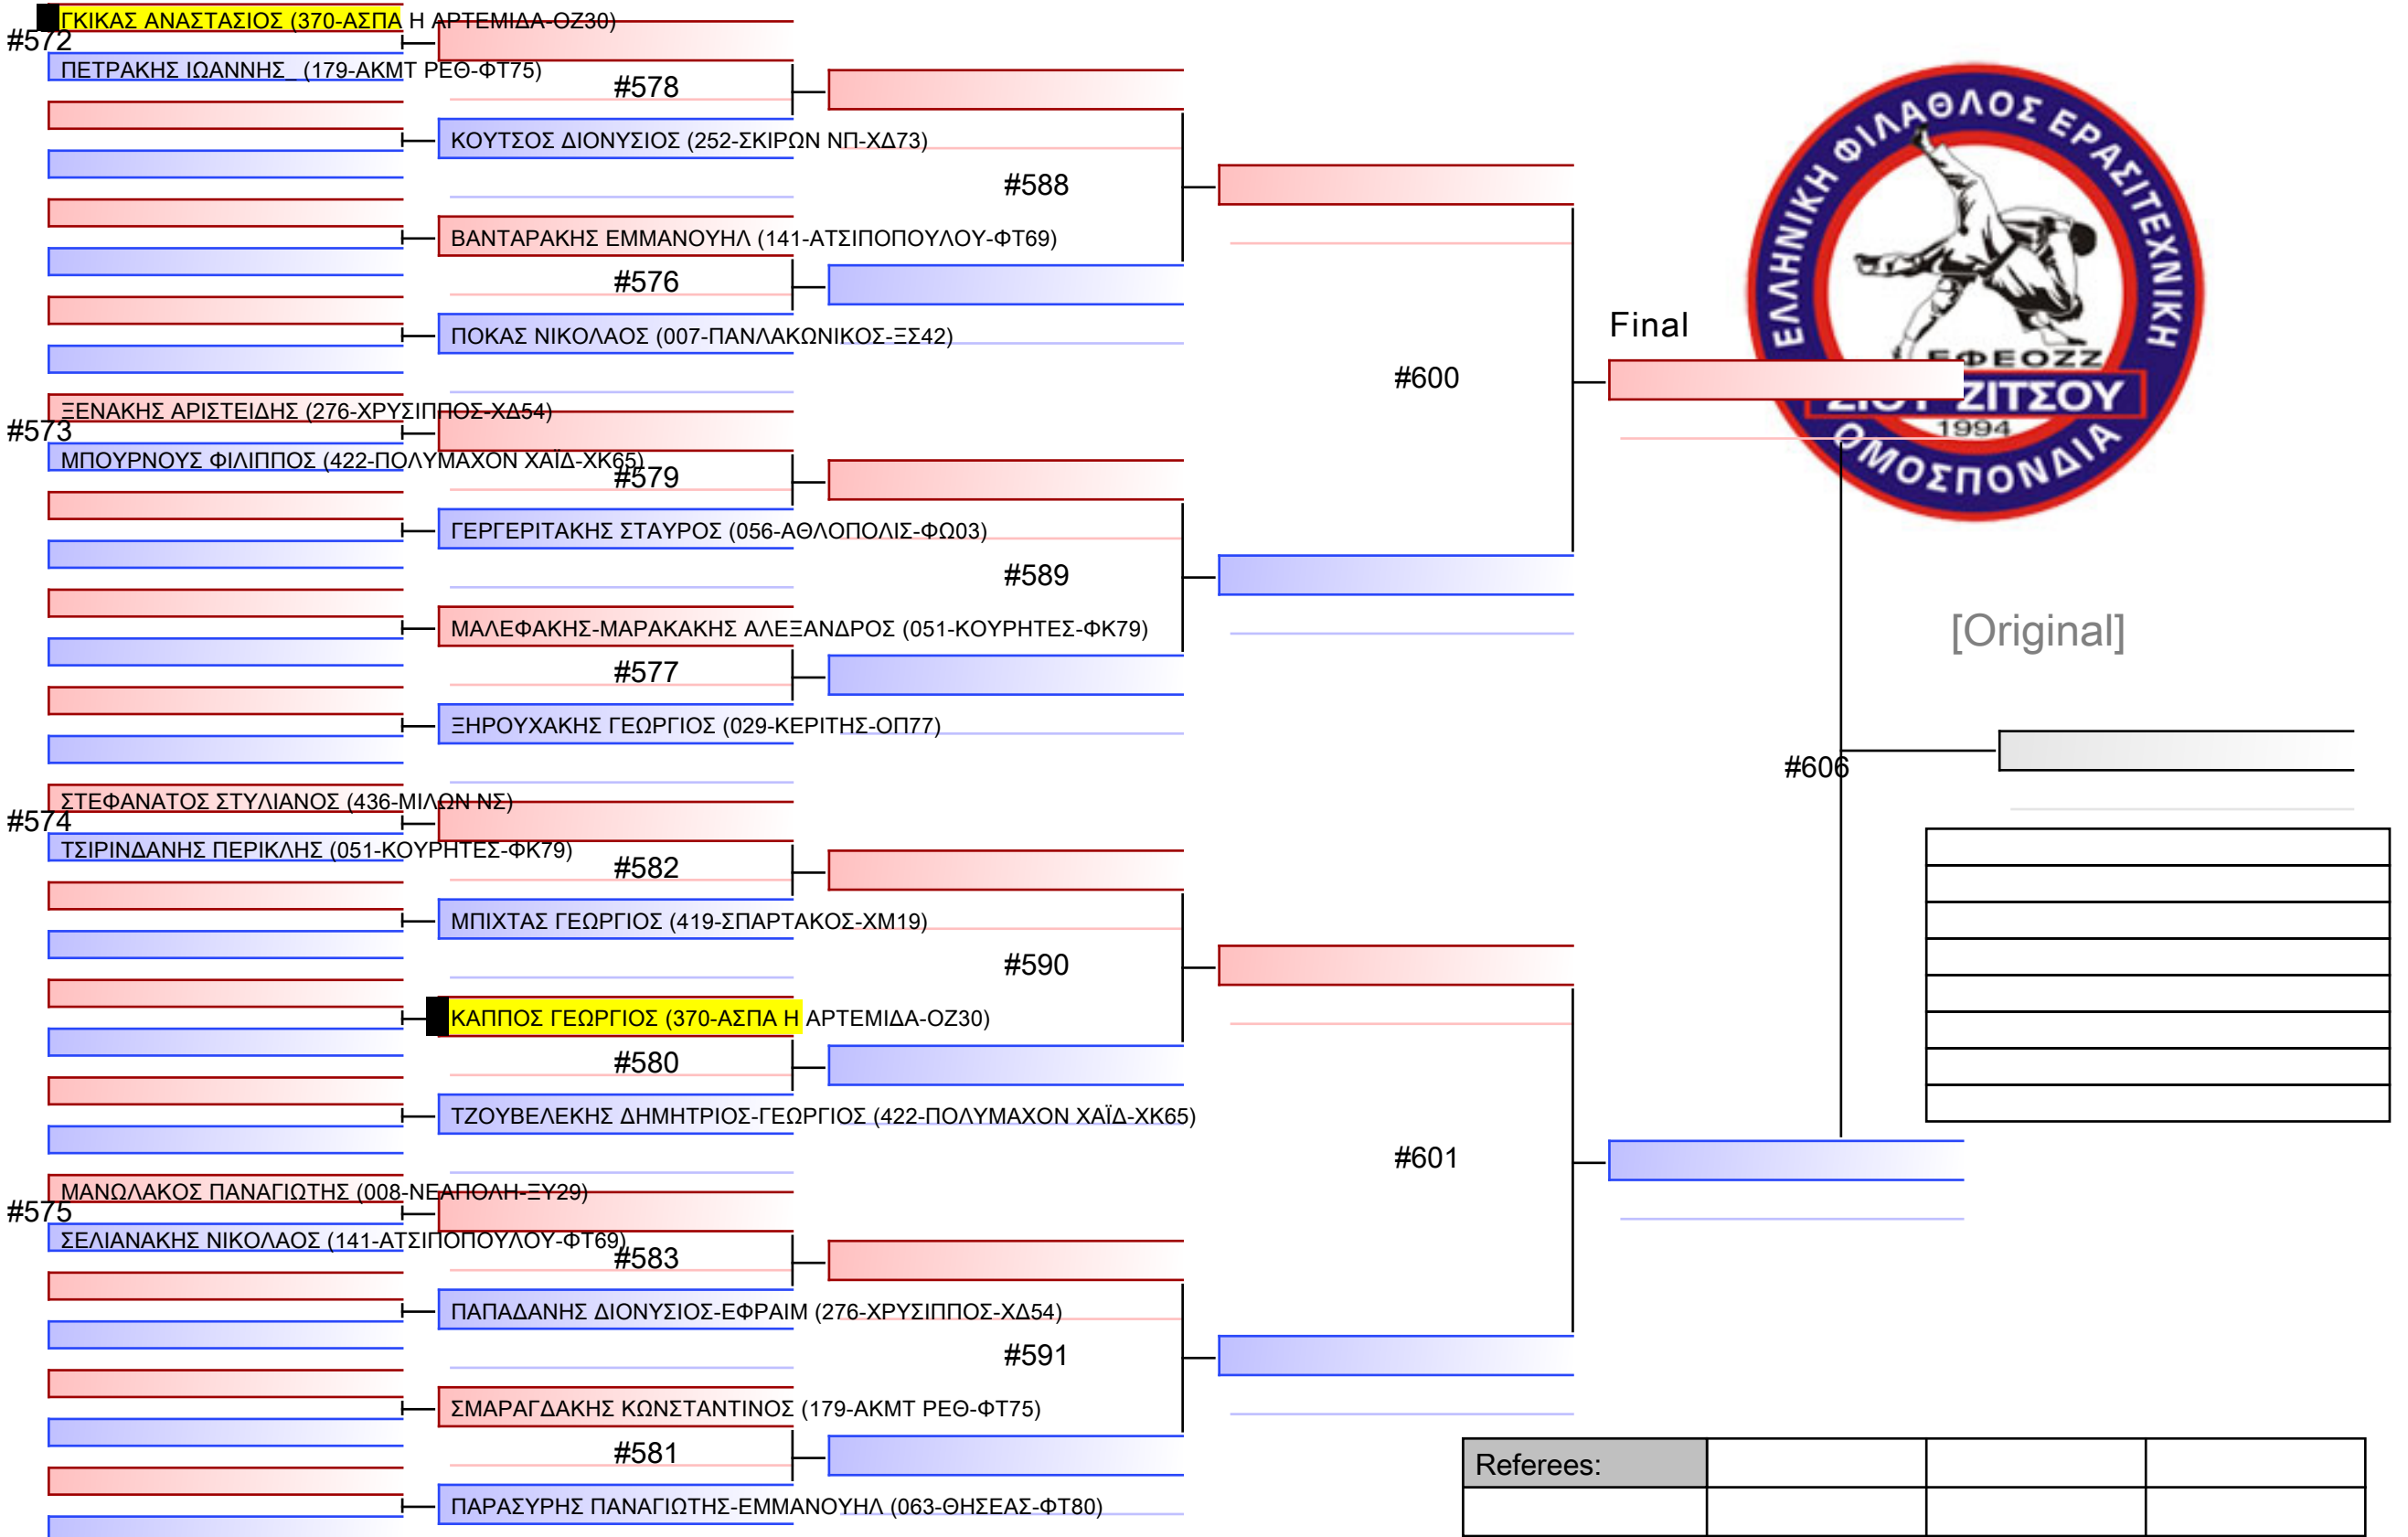 ΓΚΙΚΑΣ ΑΝΑΣΤΑΣΙΟΣ (370-ΑΣΠΑ Η ΑΡΤΕΜΙΔΑ-ΟΖ30)
#572
ΠΕΤΡΑΚΗΣ ΙΩΑΝΝΗΣ_ (179-ΑΚΜΤ ΡΕΘ-ΦΤ75)
#578
ΚΟΥΤΣΟΣ ΔΙΟΝΥΣΙΟΣ (252-ΣΚΙΡΩΝ ΝΠ-ΧΔ73)
#588
ΒΑΝΤΑΡΑΚΗΣ ΕΜΜΑΝΟΥΗΛ (141-ΑΤΣΙΠΟΠΟΥΛΟΥ-ΦΤ69)
#576
ΠΟΚΑΣ ΝΙΚΟΛΑΟΣ (007-ΠΑΝΛΑΚΩΝΙΚΟΣ-ΞΣ42)
#600
Final
ΕΛΛΗΝΙΚΗ ΦΙΛΑΘΛΟΣ ΕΡΑΣΙΤΕΧΝΙΚΗ
ΕΦΕΟΖΖ
ΖΙΤΣΟΥ
1994
ΟΜΟΣΠΟΝΔΙΑ
ΞΕΝΑΚΗΣ ΑΡΙΣΤΕΙΔΗΣ (276-ΧΡΥΣΙΠΠΟΣ-ΧΔ54)
#573
ΜΠΟΥΡΝΟΥΣ ΦΙΛΙΠΠΟΣ (422-ΠΟΛΥΜΑΧΟΝ ΧΑΪΔ-ΧΚ65)
#579
ΓΕΡΓΕΡΙΤΑΚΗΣ ΣΤΑΥΡΟΣ (056-ΑΘΛΟΠΟΛΙΣ-ΦΩ03)
#589
ΜΑΛΕΦΑΚΗΣ-ΜΑΡΑΚΑΚΗΣ ΑΛΕΞΑΝΔΡΟΣ (051-ΚΟΥΡΗΤΕΣ-ΦΚ79)
[Original]
#577
ΞΗΡΟΥΧΑΚΗΣ ΓΕΩΡΓΙΟΣ (029-ΚΕΡΙΤΗΣ-ΟΠ77)
#606
ΣΤΕΦΑΝΑΤΟΣ ΣΤΥΛΙΑΝΟΣ (436-ΜΙΛΩΝ ΝΣ)
#574
ΤΣΙΡΙΝΔΑΝΗΣ ΠΕΡΙΚΛΗΣ (051-ΚΟΥΡΗΤΕΣ-ΦΚ79)
#582
ΜΠΙΧΤΑΣ ΓΕΩΡΓΙΟΣ (419-ΣΠΑΡΤΑΚΟΣ-ΧΜ19)
#590
ΚΑΠΠΟΣ ΓΕΩΡΓΙΟΣ (370-ΑΣΠΑ Η ΑΡΤΕΜΙΔΑ-ΟΖ30)
#580
ΤΖΟΥΒΕΛΕΚΗΣ ΔΗΜΗΤΡΙΟΣ-ΓΕΩΡΓΙΟΣ (422-ΠΟΛΥΜΑΧΟΝ ΧΑΪΔ-ΧΚ65)
#601
ΜΑΝΩΛΑΚΟΣ ΠΑΝΑΓΙΩΤΗΣ (008-ΝΕΑΠΟΛΗ-ΞΥ29)
#575
ΣΕΛΙΑΝΑΚΗΣ ΝΙΚΟΛΑΟΣ (141-ΑΤΣΙΠΟΠΟΥΛΟΥ-ΦΤ69)
#583
ΠΑΠΑΔΑΝΗΣ ΔΙΟΝΥΣΙΟΣ-ΕΦΡΑΙΜ (276-ΧΡΥΣΙΠΠΟΣ-ΧΔ54)
#591
ΣΜΑΡΑΓΔΑΚΗΣ ΚΩΝΣΤΑΝΤΙΝΟΣ (179-ΑΚΜΤ ΡΕΘ-ΦΤ75)
#581
ΠΑΡΑΣΥΡΗΣ ΠΑΝΑΓΙΩΤΗΣ-ΕΜΜΑΝΟΥΗΛ (063-ΘΗΣΕΑΣ-ΦΤ80)
Referees: